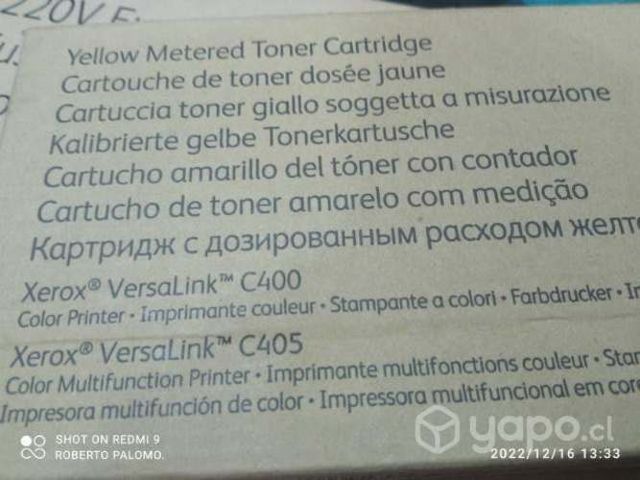 220V
Yellow Metered Toner Cartridge
Cartouche de toner dosée jaune
Cartuccia toner giallo soggetta a misurazione
Kalibrierte gelbe Tonerkartusche
Cartucho amarillo del tóner con contador
Cartucho de toner amarelo com medição
Картридж с дозированным расходом желт
Xerox® VersaLink™ C400
Color Printer • Imprimante couleur • Stampante a colori • Farbdrucker •
Xerox® VersaLink™ C405
Color Multifunction Printer • Imprimante multifonctions couleur •
Impresora multifunción de color • Impressora multifuncional em
SHOT ON REDMI 9
ROBERTO PALOMO.
yapo.cl
2022/12/16 13:33